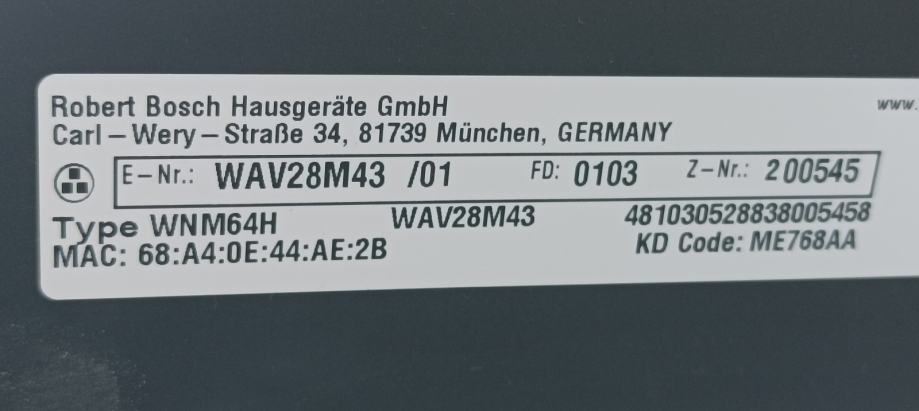 Robert Bosch Hausgeräte GmbH
www.
Carl – Wery – Straße 34, 81739 München, GERMANY
E – Nr.: WAV28M43 /01 FD: 0103 Z – Nr.: 200545
Type WNM64H WAV28M43 481030528838005458
MAC: 68:A4:0E:44:AE:2B KD Code: ME768AA